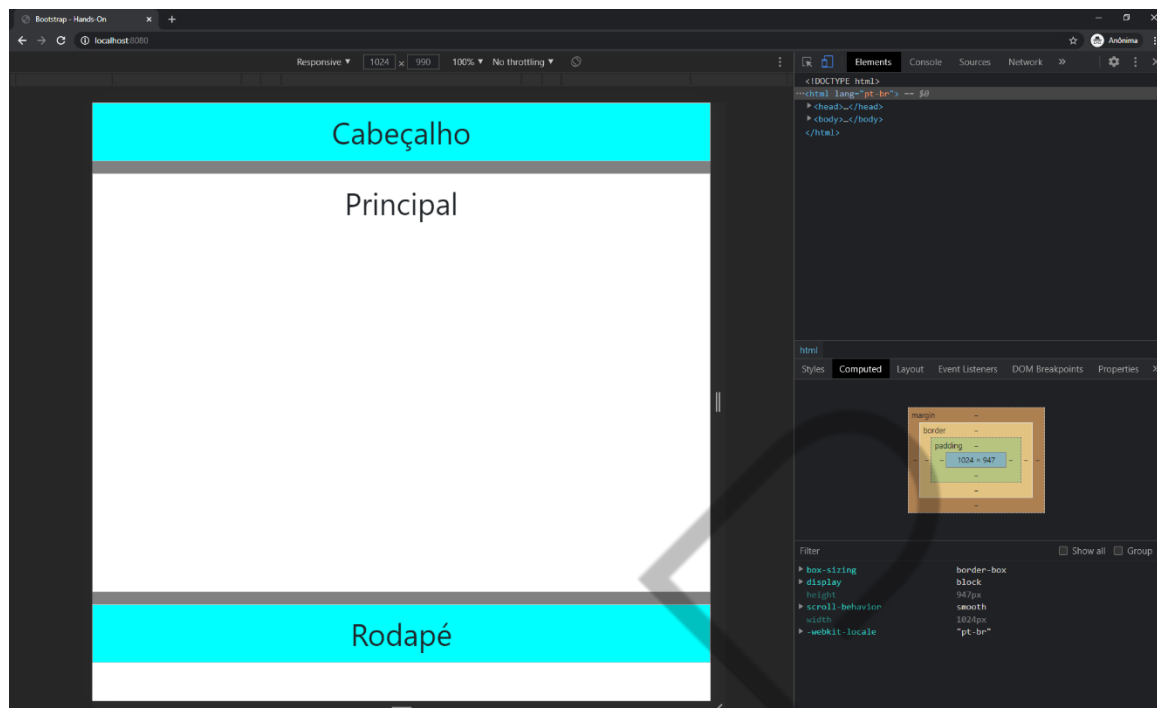 Bootstrap - Hands-On × +
localhost:8080 Anônima
Responsive ▼ 1024 × 990 100% ▼ No throttling ▼
Elements Console Sources Network »
<!DOCTYPE html>
···<html lang="pt-br"> == $0
▶<head>…</head>
▶<body>…</body>
</html>
Cabeçalho
Principal
Rodapé
html
Styles Computed Layout Event Listeners DOM Breakpoints Properties
margin -
border -
padding -
- - - 1024 × 947 - - -
-
-
-
Filter Show all Group
box-sizing border-box
display block
height 947px
scroll-behavior smooth
width 1024px
-webkit-locale "pt-br"